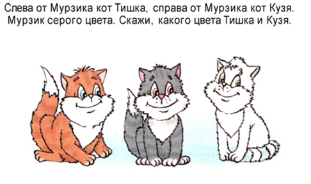 Слева от Мурзика кот Тишка, справа от Мурзика кот Кузя.
Мурзик серого цвета. Скажи, какого цвета Тишка и Кузя.